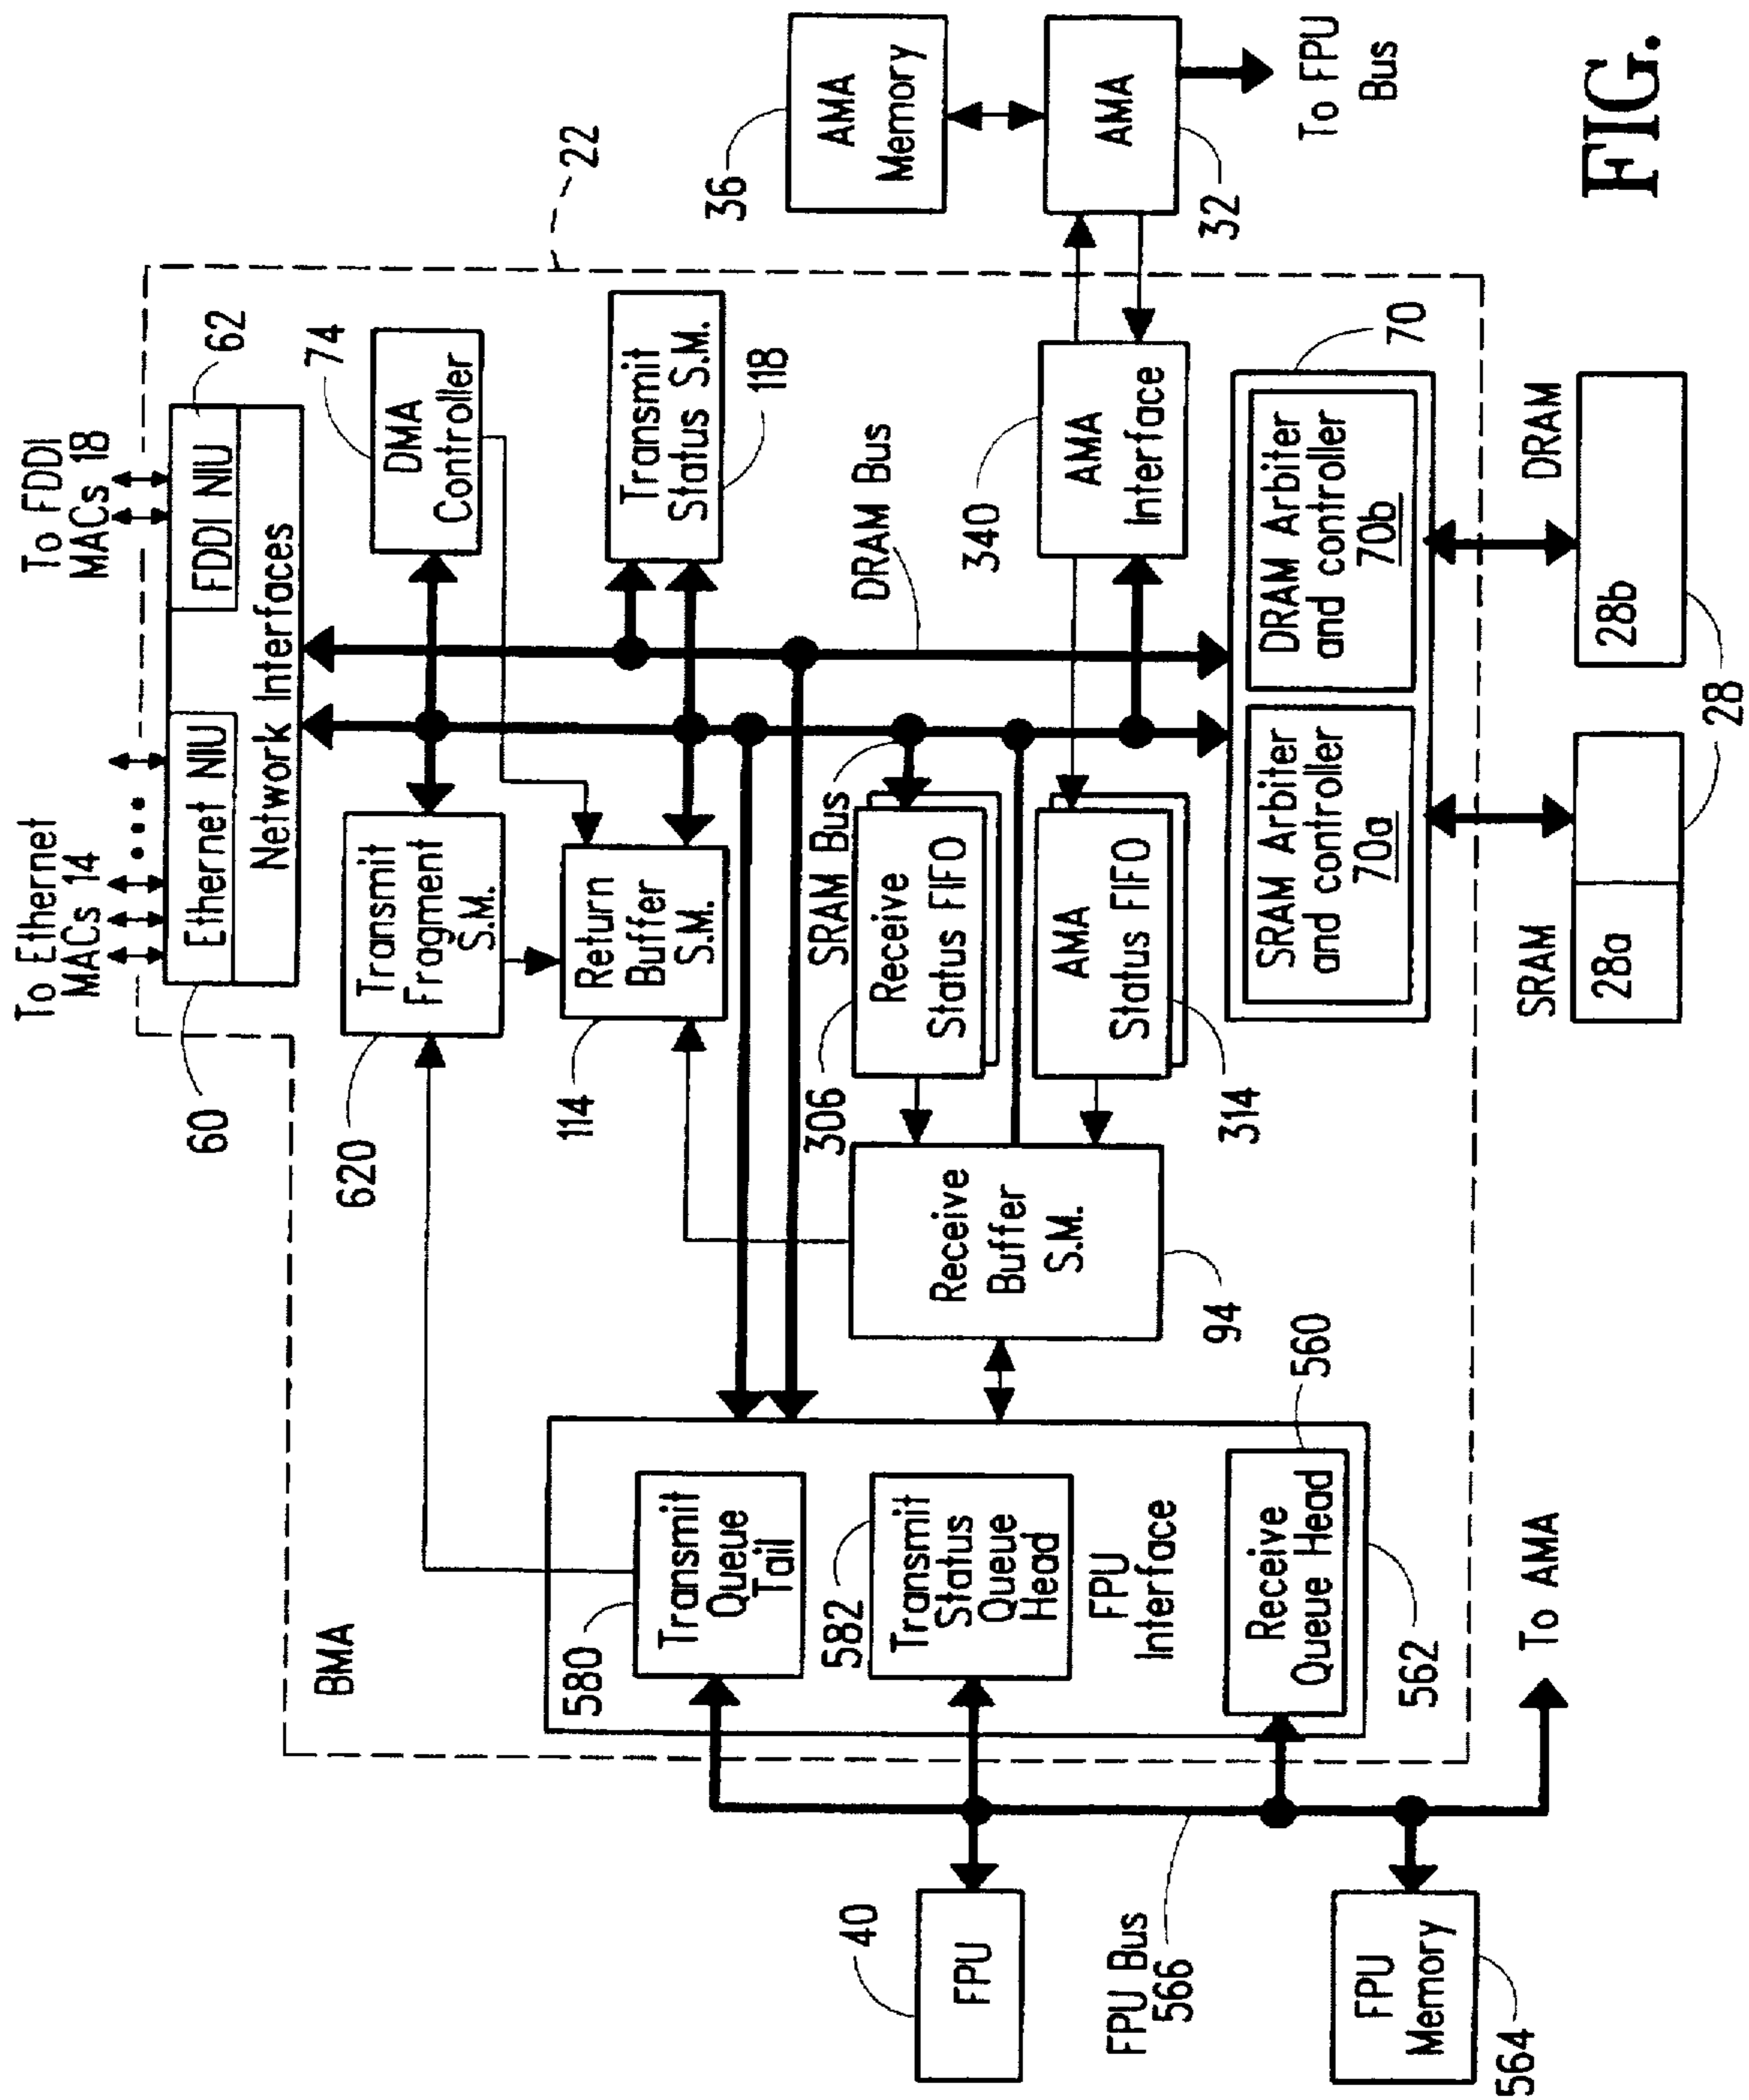 To Ethernet
MACs 14
To FDDI
MACs 18
60
Ethernet NIU
FDDI NIU
62
Network Interfaces
22
BMA
620
Transmit
Fragment
S.M.
DMA
Controller
74
114
Return
Buffer
S.M.
Transmit
Status S.M.
118
580
Transmit
Queue
Tail
582
Transmit
Status
Queue
Head
FPU
Interface
Receive
Queue Head
560
562
Receive
Buffer
S.M.
94
SRAM Bus
306
Receive
Status FIFO
AMA
Status FIFO
314
DRAM Bus
340
AMA
Interface
36
AMA
Memory
AMA
32
To FPU
Bus
40
FPU
FPU Bus
566
FPU
Memory
564
To AMA
SRAM Arbiter
and controller
70a
DRAM Arbiter
and controller
70b
70
SRAM
28a
DRAM
28b
28
FIG.